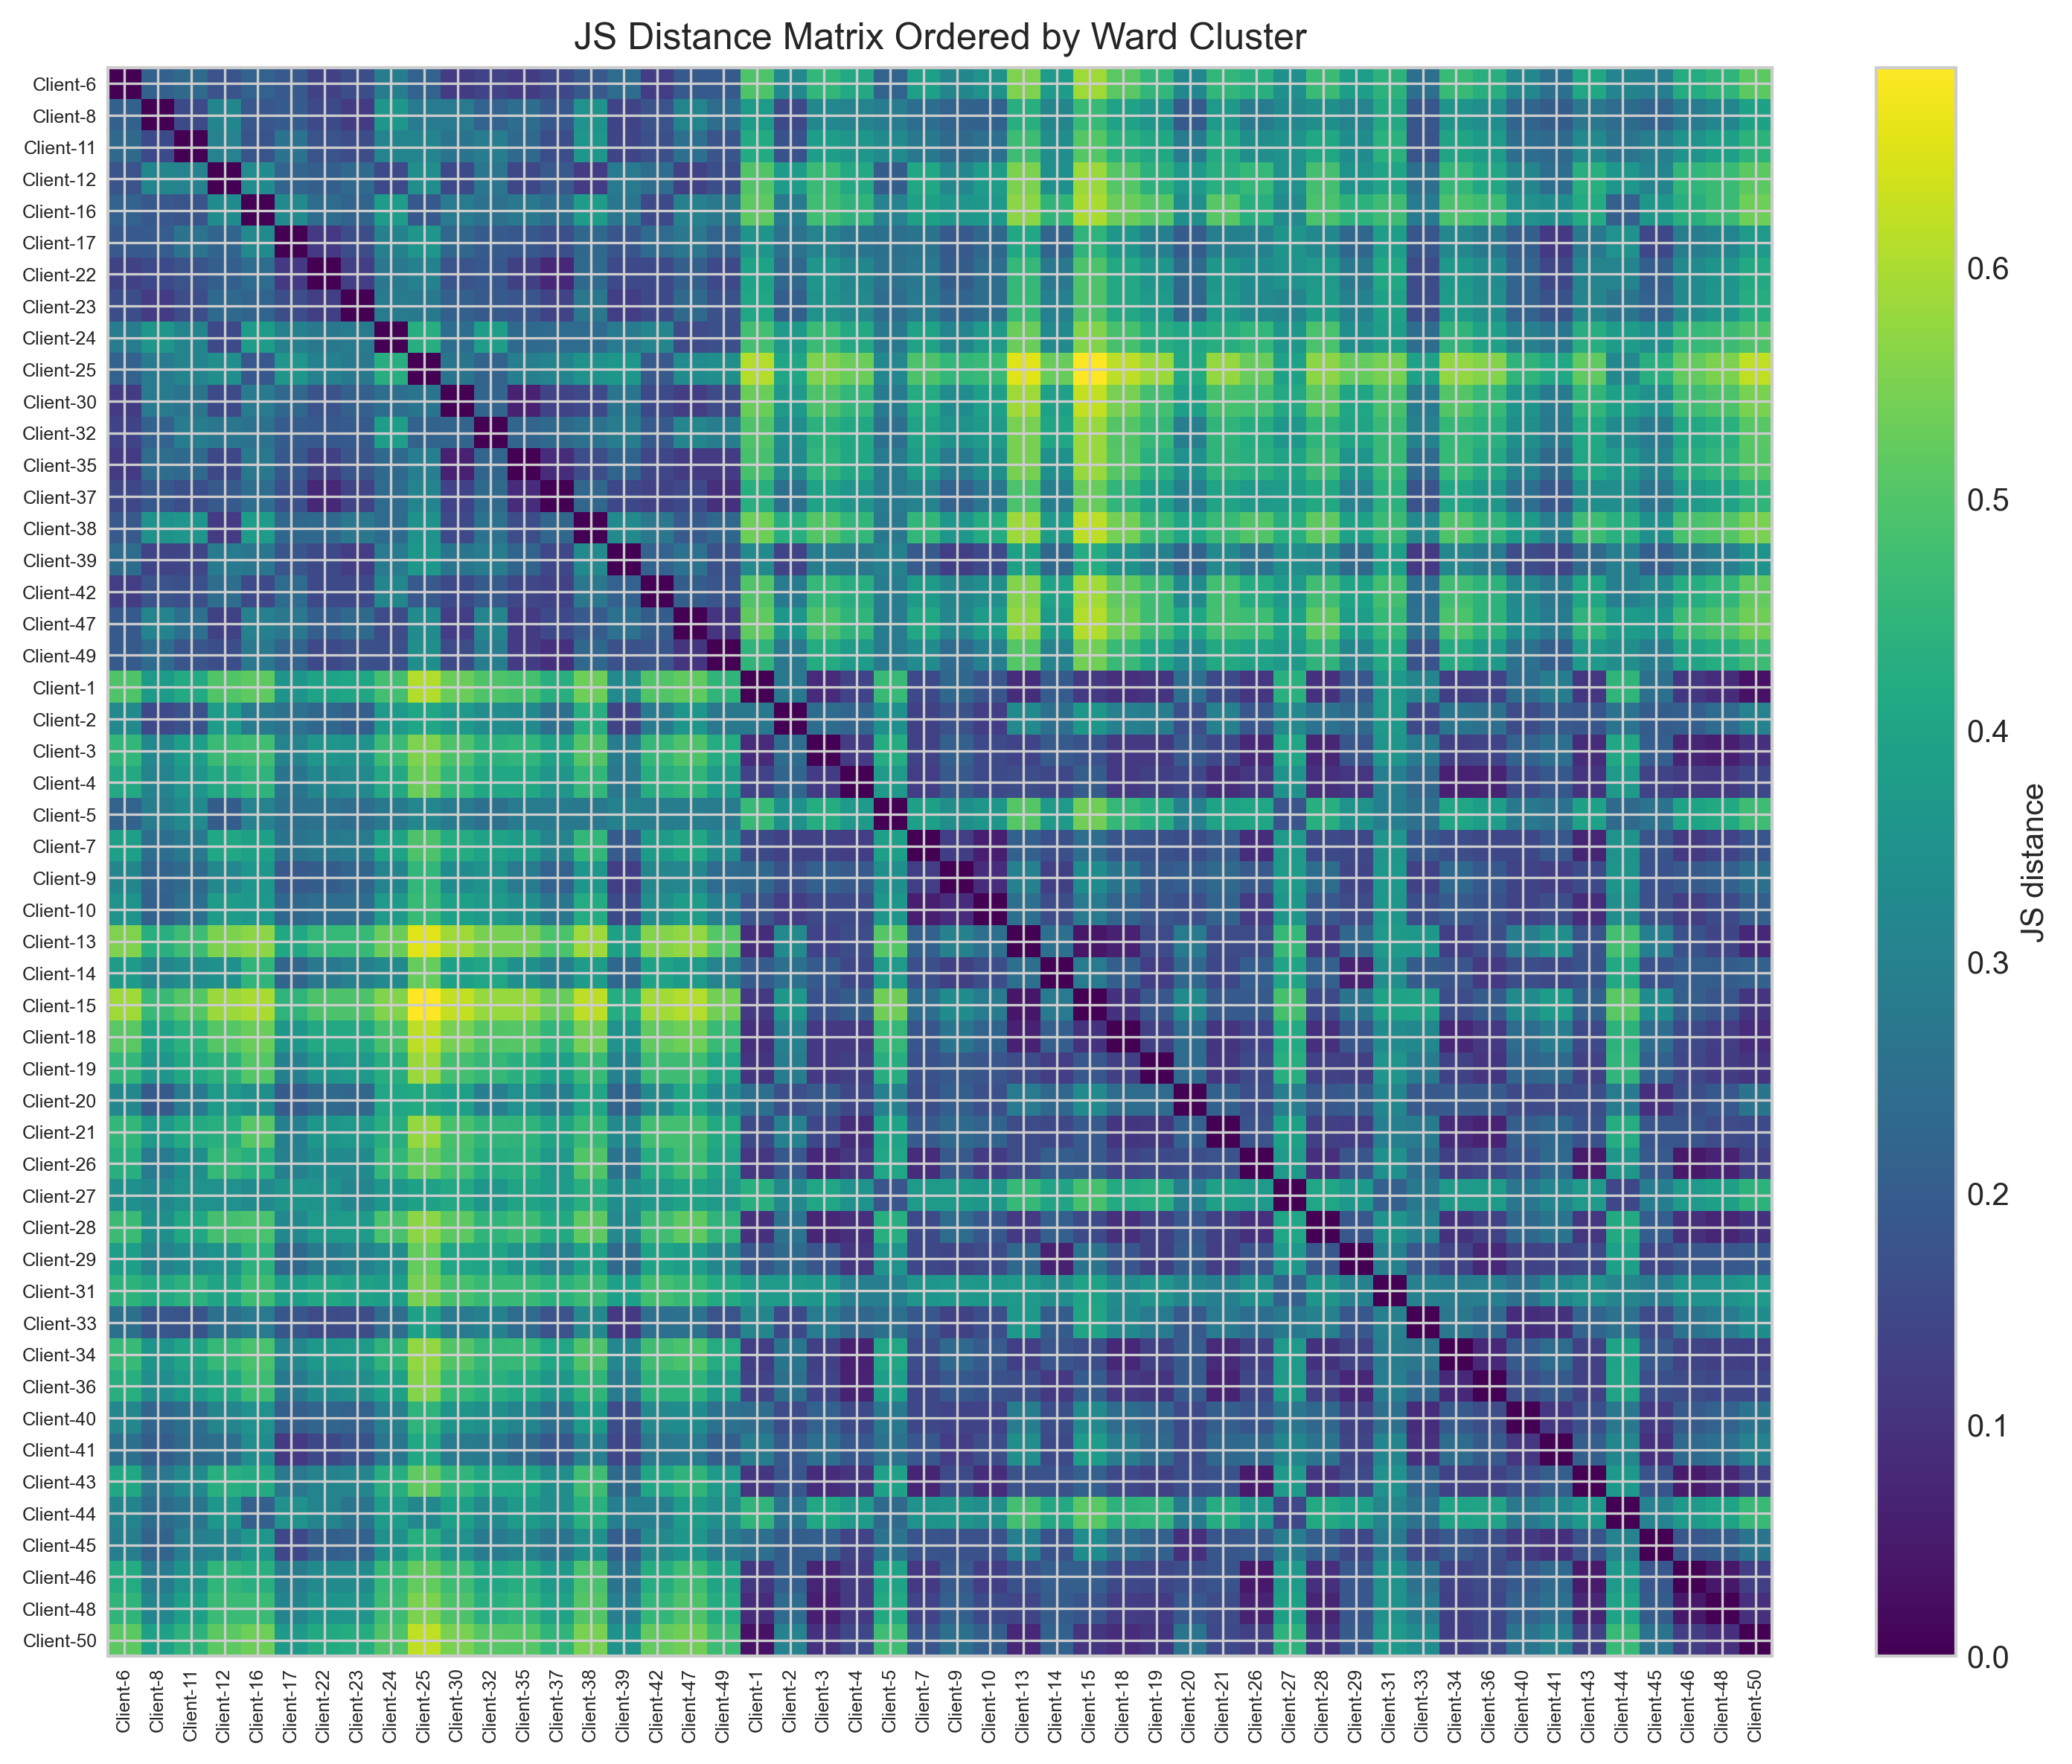 JS Distance Matrix Ordered by Ward Cluster
Client-6
Client-8
Client-11
Client-12
Client-16
Client-17
Client-22
Client-23
Client-24
Client-25
Client-30
Client-32
Client-35
Client-37
Client-38
Client-39
Client-42
Client-47
Client-49
Client-1
Client-2
Client-3
Client-4
Client-5
Client-7
Client-9
Client-10
Client-13
Client-14
Client-15
Client-18
Client-19
Client-20
Client-21
Client-26
Client-27
Client-28
Client-29
Client-31
Client-33
Client-34
Client-36
Client-40
Client-41
Client-43
Client-44
Client-45
Client-46
Client-48
Client-50
Client-6
Client-8
Client-11
Client-12
Client-16
Client-17
Client-22
Client-23
Client-24
Client-25
Client-30
Client-32
Client-35
Client-37
Client-38
Client-39
Client-42
Client-47
Client-49
Client-1
Client-2
Client-3
Client-4
Client-5
Client-7
Client-9
Client-10
Client-13
Client-14
Client-15
Client-18
Client-19
Client-20
Client-21
Client-26
Client-27
Client-28
Client-29
Client-31
Client-33
Client-34
Client-36
Client-40
Client-41
Client-43
Client-44
Client-45
Client-46
Client-48
Client-50
0.6
0.5
0.4
0.3
0.2
0.1
0.0
JS distance